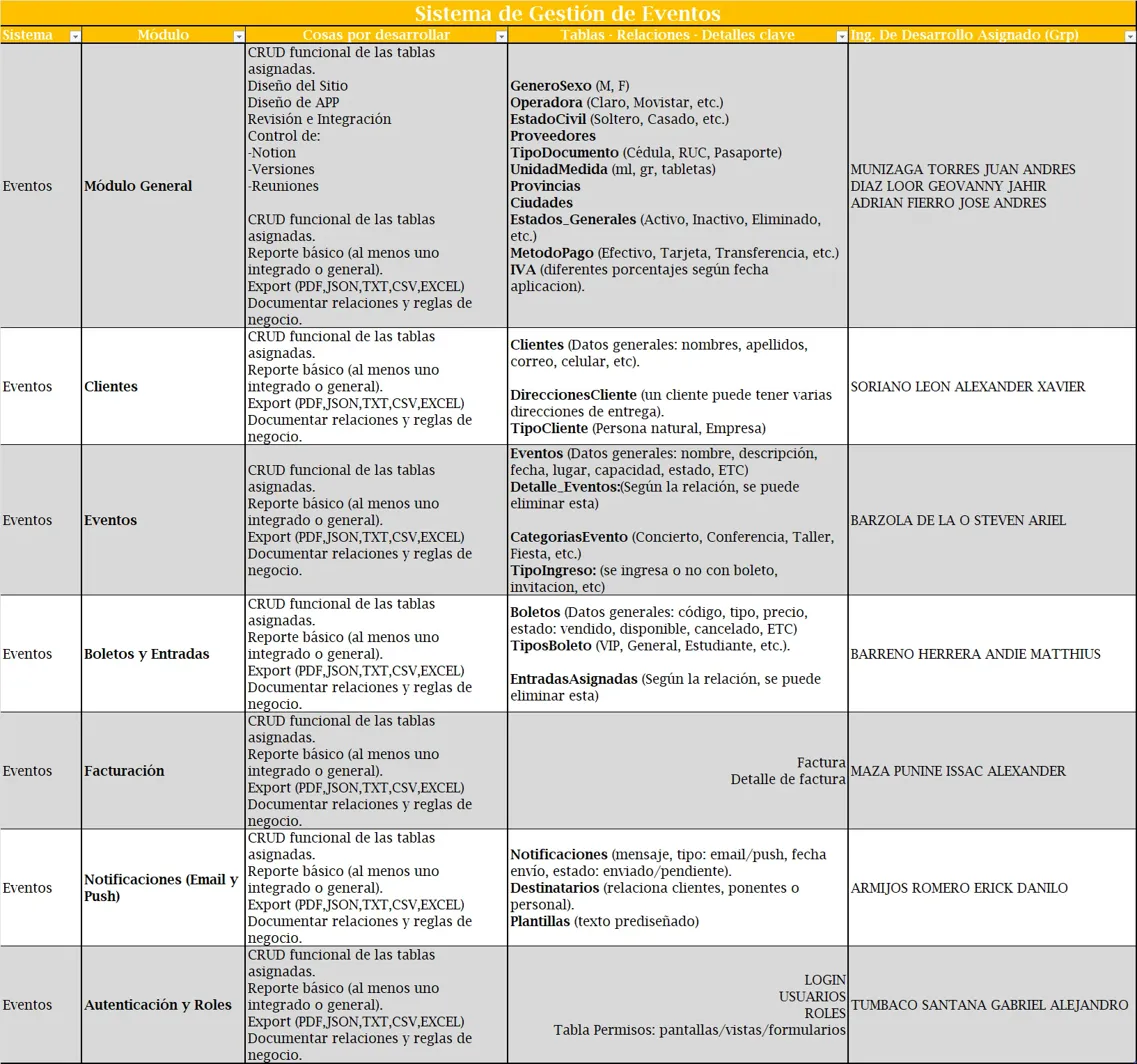 Sistema de Gestión de Eventos
Sistema
Módulo
Cosas por desarrollar
Tablas - Relaciones - Detalles clave
Ing. De Desarrollo Asignado (Grp)
Eventos
Módulo General
CRUD funcional de las tablas
asignadas.
Diseño del Sitio
Diseño de APP
Revisión e Integración
Control de:
-Notion
-Versiones
-Reuniones
CRUD funcional de las tablas
asignadas.
Reporte básico (al menos uno
integrado o general).
Export (PDF,JSON,TXT,CSV,EXCEL)
Documentar relaciones y reglas de
negocio.
GeneroSexo (M, F)
Operadora (Claro, Movistar, etc.)
EstadoCivil (Soltero, Casado, etc.)
Proveedores
TipoDocumento (Cédula, RUC, Pasaporte)
UnidadMedida (ml, gr, tabletas)
Provincias
Ciudades
Estados_Generales (Activo, Inactivo, Eliminado,
etc.)
MetodoPago (Efectivo, Tarjeta, Transferencia, etc.)
IVA (diferentes porcentajes según fecha
aplicacion).
MUNIZAGA TORRES JUAN ANDRES
DIAZ LOOR GEOVANNY JAHIR
ADRIAN FIERRO JOSE ANDRES
Eventos
Clientes
CRUD funcional de las tablas
asignadas.
Reporte básico (al menos uno
integrado o general).
Export (PDF,JSON,TXT,CSV,EXCEL)
Documentar relaciones y reglas de
negocio.
Clientes (Datos generales: nombres, apellidos,
correo, celular, etc).
DireccionesCliente (un cliente puede tener varias
direcciones de entrega).
TipoCliente (Persona natural, Empresa)
SORIANO LEON ALEXANDER XAVIER
Eventos
Eventos
CRUD funcional de las tablas
asignadas.
Reporte básico (al menos uno
integrado o general).
Export (PDF,JSON,TXT,CSV,EXCEL)
Documentar relaciones y reglas de
negocio.
Eventos (Datos generales: nombre, descripción,
fecha, lugar, capacidad, estado, ETC)
Detalle_Eventos:(Según la relación, se puede
eliminar esta)
CategoriasEvento (Concierto, Conferencia, Taller,
Fiesta, etc.)
TipoIngreso: (se ingresa o no con boleto,
invitacion, etc)
BARZOLA DE LA O STEVEN ARIEL
Eventos
Boletos y Entradas
CRUD funcional de las tablas
asignadas.
Reporte básico (al menos uno
integrado o general).
Export (PDF,JSON,TXT,CSV,EXCEL)
Documentar relaciones y reglas de
negocio.
Boletos (Datos generales: código, tipo, precio,
estado: vendido, disponible, cancelado, ETC)
TiposBoleto (VIP, General, Estudiante, etc.).
EntradasAsignadas (Según la relación, se puede
eliminar esta)
BARRENO HERRERA ANDIE MATTHIUS
Eventos
Facturación
CRUD funcional de las tablas
asignadas.
Reporte básico (al menos uno
integrado o general).
Export (PDF,JSON,TXT,CSV,EXCEL)
Documentar relaciones y reglas de
negocio.
Factura
Detalle de factura
MAZA PUNINE ISSAC ALEXANDER
Eventos
Notificaciones (Email y
Push)
CRUD funcional de las tablas
asignadas.
Reporte básico (al menos uno
integrado o general).
Export (PDF,JSON,TXT,CSV,EXCEL)
Documentar relaciones y reglas de
negocio.
Notificaciones (mensaje, tipo: email/push, fecha
envío, estado: enviado/pendiente).
Destinatarios (relaciona clientes, ponentes o
personal).
Plantillas (texto prediseñado)
ARMIJOS ROMERO ERICK DANILO
Eventos
Autenticación y Roles
CRUD funcional de las tablas
asignadas.
Reporte básico (al menos uno
integrado o general).
Export (PDF,JSON,TXT,CSV,EXCEL)
Documentar relaciones y reglas de
negocio.
LOGIN
USUARIOS
ROLES
Tabla Permisos: pantallas/vistas/formularios
TUMBACO SANTANA GABRIEL ALEJANDRO